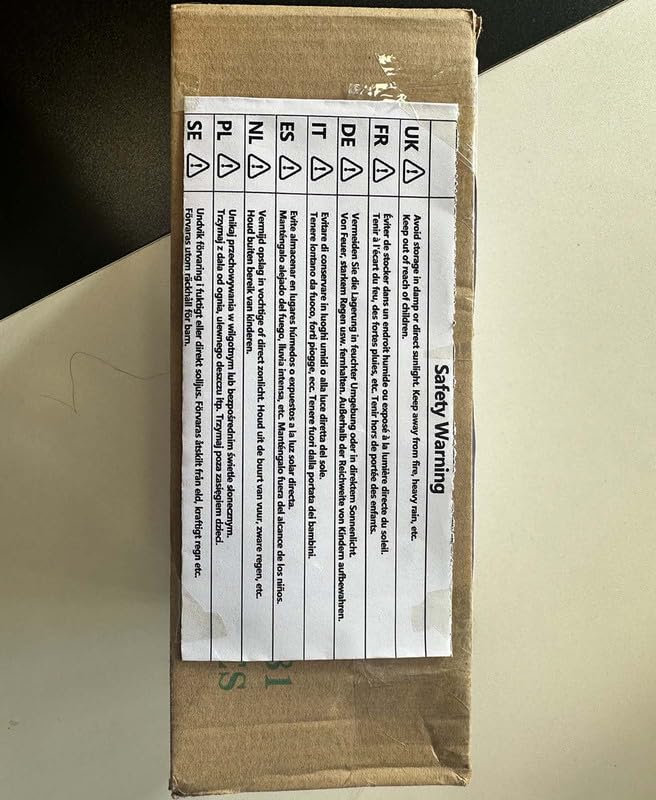 Safety Warning
UK Avoid storage in damp or direct sunlight. Keep away from fire, heavy rain, etc.
Keep out of reach of children.
FR Éviter de stocker dans un endroit humide ou exposé à la lumière directe du soleil.
Tenir à l'écart du feu, des fortes pluies, etc. Tenir hors de portée des enfants.
DE Vermeiden Sie die Lagerung in feuchter Umgebung oder in direktem Sonnenlicht.
Von Feuer, starkem Regen usw. fernhalten. Außerhalb der Reichweite von Kindern aufbewahren.
IT Evitare di conservare in luoghi umidi o alla luce diretta del sole.
Tenere lontano da fuoco, forti piogge, ecc. Tenere fuori dalla portata dei bambini.
ES Evite almacenar en lugares húmedos o expuestos a la luz solar directa.
Manténgalo alejado del fuego, lluvia intensa, etc. Manténgalo fuera del alcance de los niños.
NL Vermijd opslag in vochtige of direct zonlicht. Houd uit de buurt van vuur, zware regen, etc.
Houd buiten bereik van kinderen.
PL Unikaj przechowywania w wilgotnym lub bezpośrednim świetle słonecznym.
Trzymaj z dala od ognia, ulewnego deszczu itp. Trzymaj poza zasięgiem dzieci.
SE Undvik förvaring i fuktigt eller direkt solljus. Förvaras åtskilt från eld, kraftigt regn etc.
Förvaras utom räckhåll för barn.
31